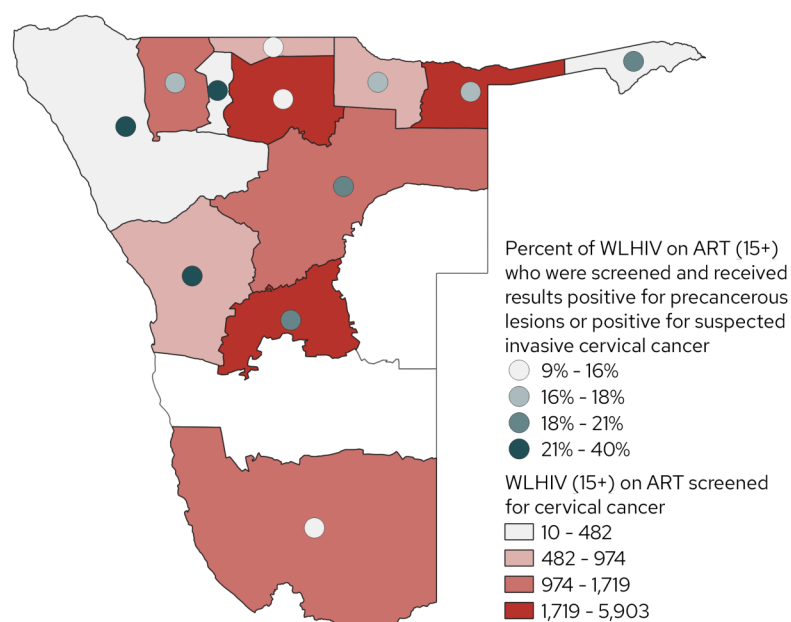 Percent of WLHIV on ART (15+)
who were screened and received
results positive for precancerous
lesions or positive for suspected
invasive cervical cancer
9% - 16%
16% - 18%
18% - 21%
21% - 40%
WLHIV (15+) on ART screened
for cervical cancer
10 - 482
482 - 974
974 - 1,719
1,719 - 5,903